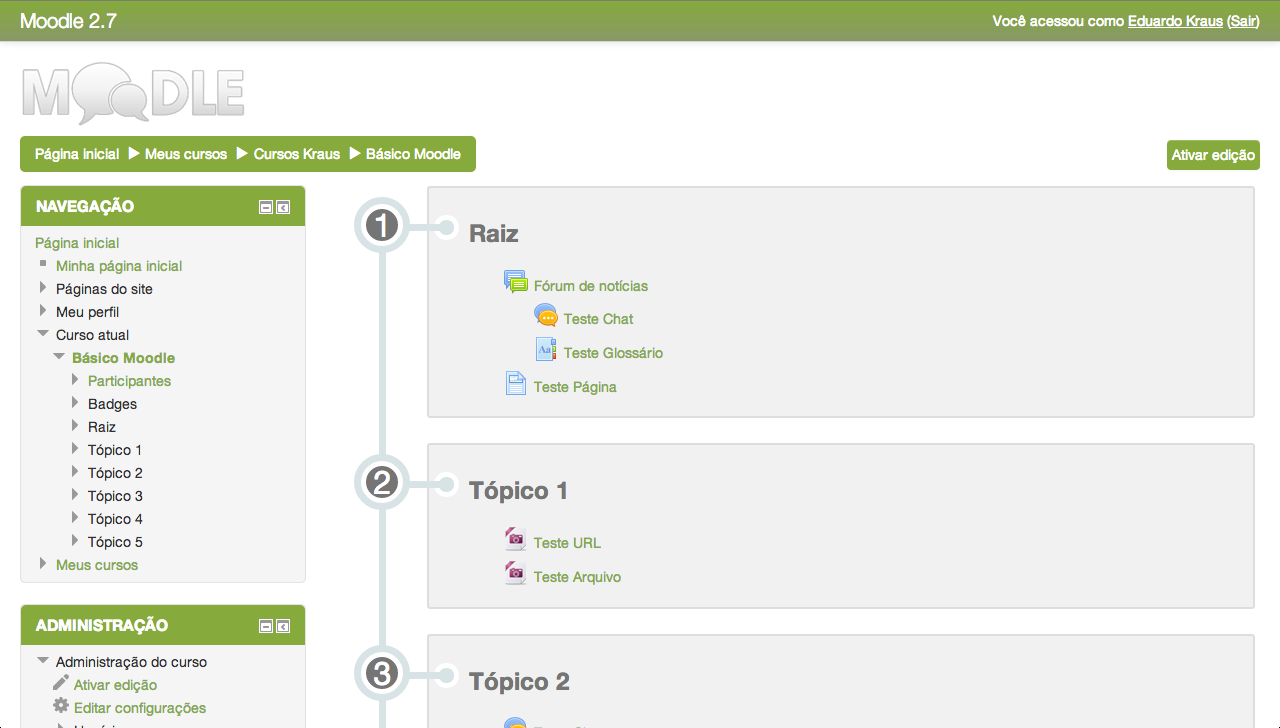 Moodle 2.7
Você acessou como Eduardo Kraus (Sair)
MOODLE
Página inicial Meus cursos Cursos Kraus Básico Moodle
Ativar edição
NAVEGAÇÃO
Página inicial
Minha página inicial
Páginas do site
Meu perfil
Curso atual
Básico Moodle
Participantes
Badges
Raiz
Tópico 1
Tópico 2
Tópico 3
Tópico 4
Tópico 5
Meus cursos
ADMINISTRAÇÃO
Administração do curso
Ativar edição
Editar configurações
1
Raiz
Fórum de notícias
Teste Chat
Aa
Teste Glossário
Teste Página
2
Tópico 1
Teste URL
Teste Arquivo
3
Tópico 2